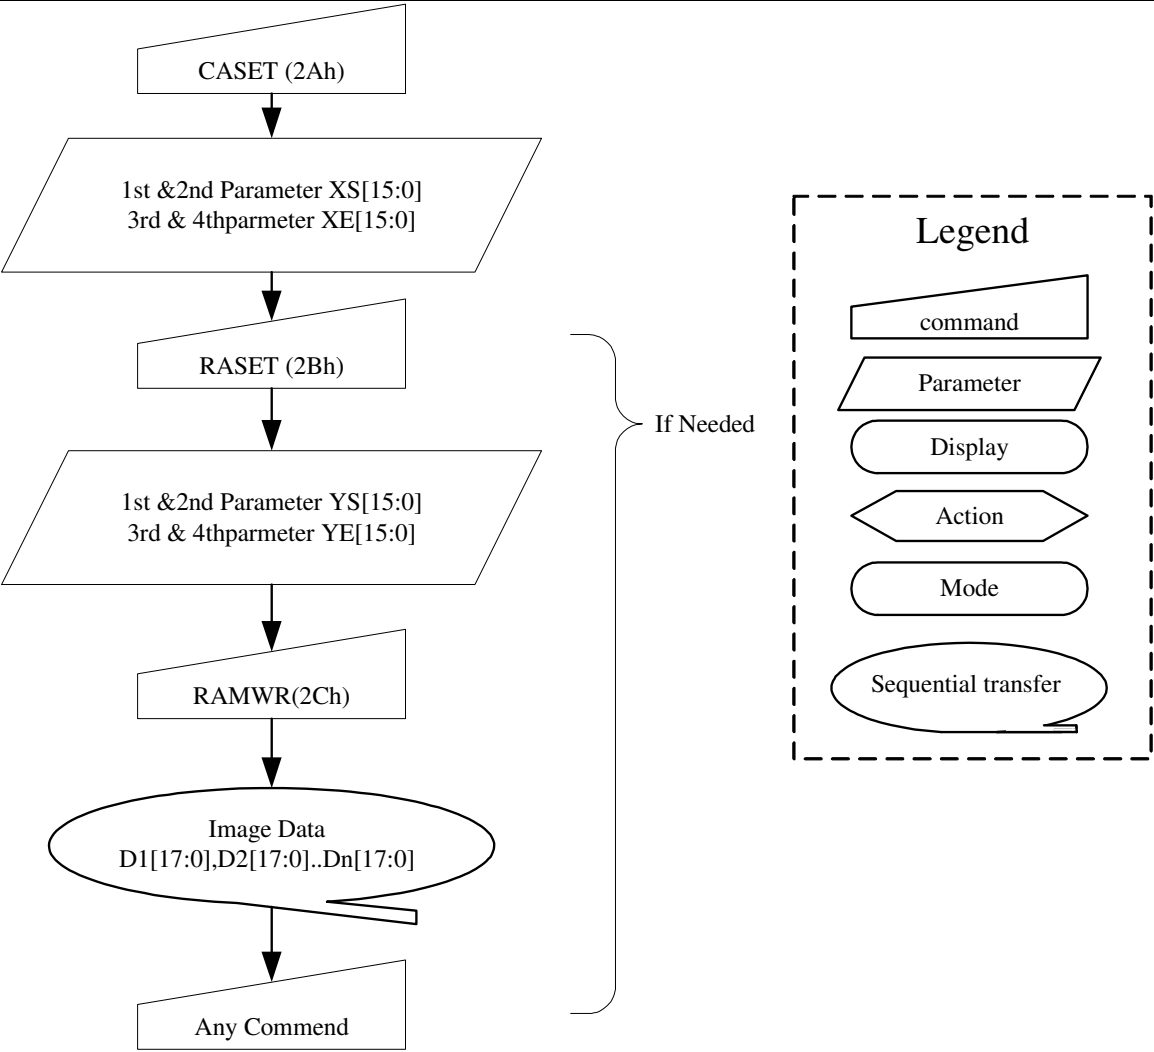 CASET (2Ah)
1st &2nd Parameter XS[15:0]
3rd & 4thparmeter XE[15:0]
RASET (2Bh)
1st &2nd Parameter YS[15:0]
3rd & 4thparmeter YE[15:0]
RAMWR(2Ch)
Image Data
D1[17:0],D2[17:0]..Dn[17:0]
Any Commend
If Needed
Legend
command
Parameter
Display
Action
Mode
Sequential transfer